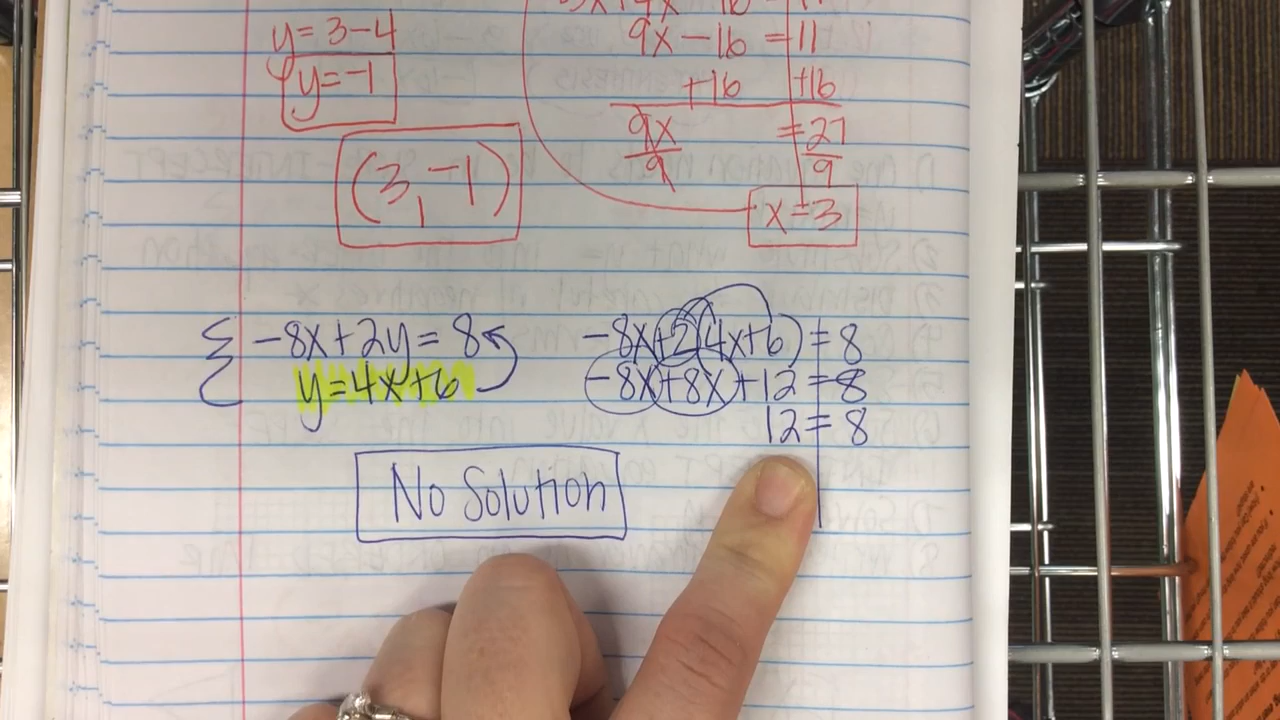 y = 3 - 4
y = -1
(3, -1)
9x - 16 = 11
+16 +16
9x = 27
9 9
x = 3
-8x + 2y = 8
y = 4x + 6
-8x + 2(4x + 6) = 8
-8x + 8x + 12 = 8
12 = 8
No Solution